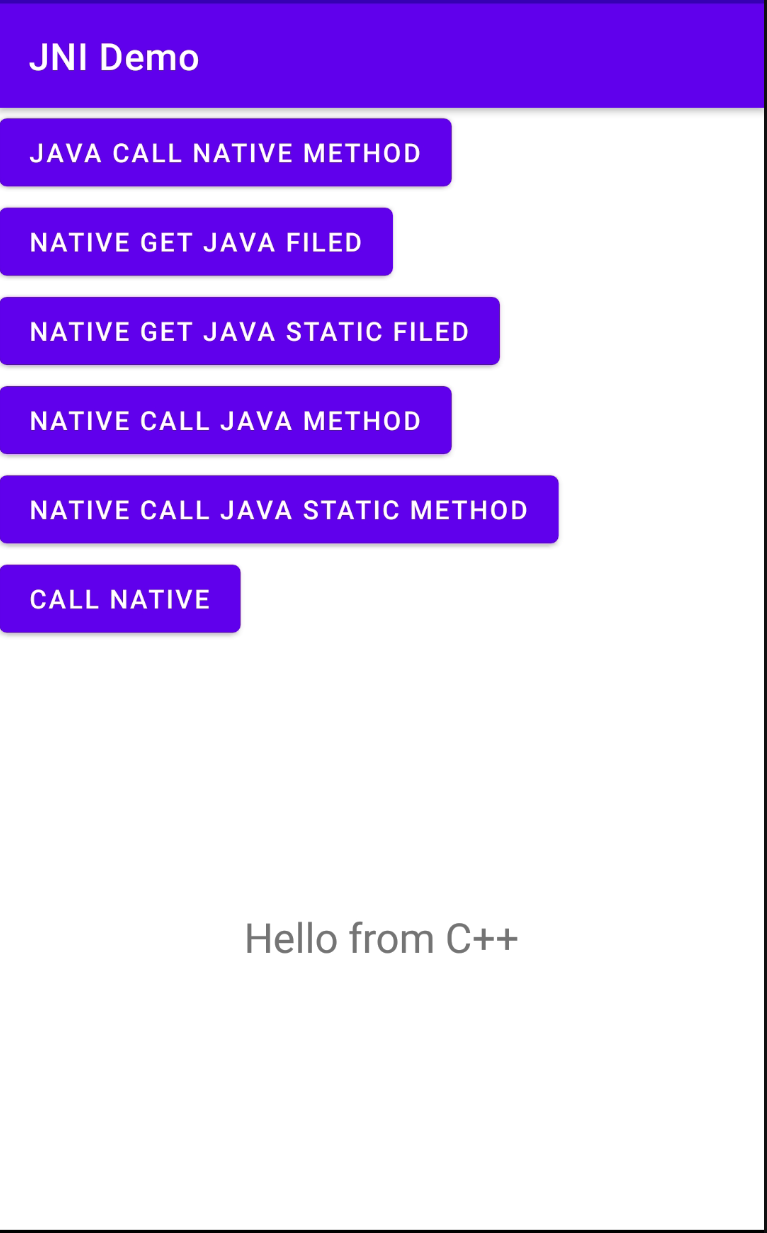 JNI Demo
JAVA CALL NATIVE METHOD
NATIVE GET JAVA FILED
NATIVE GET JAVA STATIC FILED
NATIVE CALL JAVA METHOD
NATIVE CALL JAVA STATIC METHOD
CALL NATIVE
Hello from C++